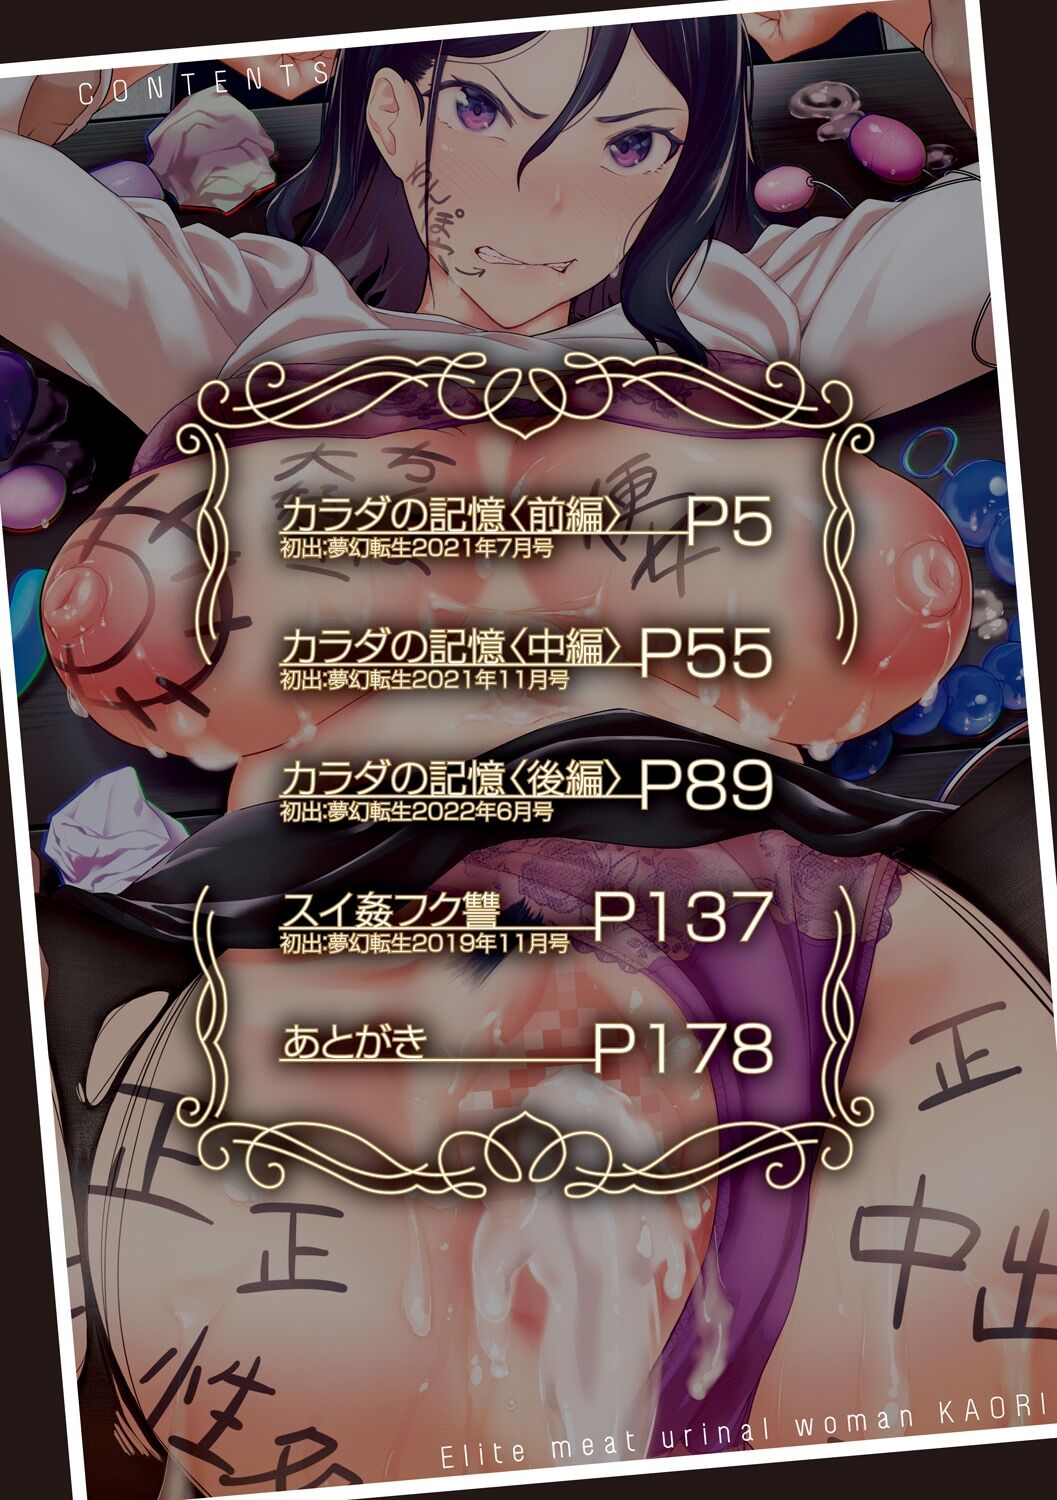 CONTENTS
わんぽこ
カラダの記憶〈前編〉 P5
初出:夢幻転生2021年7月号
カラダの記憶〈中編〉 P55
初出:夢幻転生2021年11月号
カラダの記憶〈後編〉 P89
初出:夢幻転生2022年6月号
スイ姦フク讐 P137
初出:夢幻転生2019年11月号
あとがき P178
正
正
正
中出
性
Elite meat urinal woman KAORI